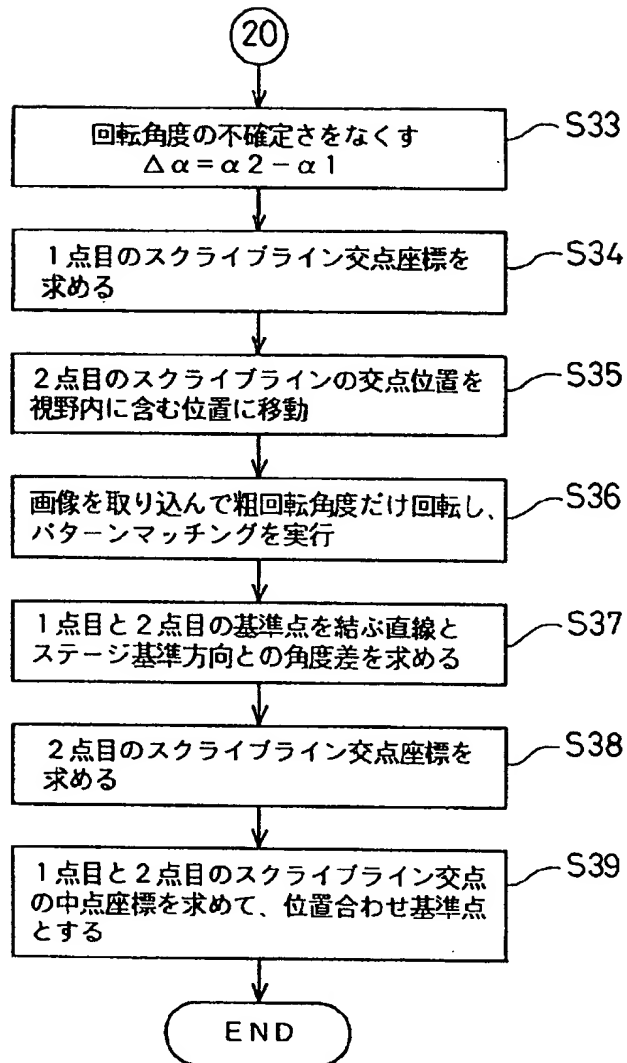 20
回転角度の不確定さをなくす
△α=α2-α1
S33
1点目のスクライブライン交点座標を
求める
S34
2点目のスクライブラインの交点位置を
視野内に含む位置に移動
S35
画像を取り込んで粗回転角度だけ回転し、
パターンマッチングを実行
S36
1点目と2点目の基準点を結ぶ直線と
ステージ基準方向との角度差を求める
S37
2点目のスクライブライン交点座標を
求める
S38
1点目と2点目のスクライブライン交点
の中点座標を求めて、位置合わせ基準点
とする
S39
END